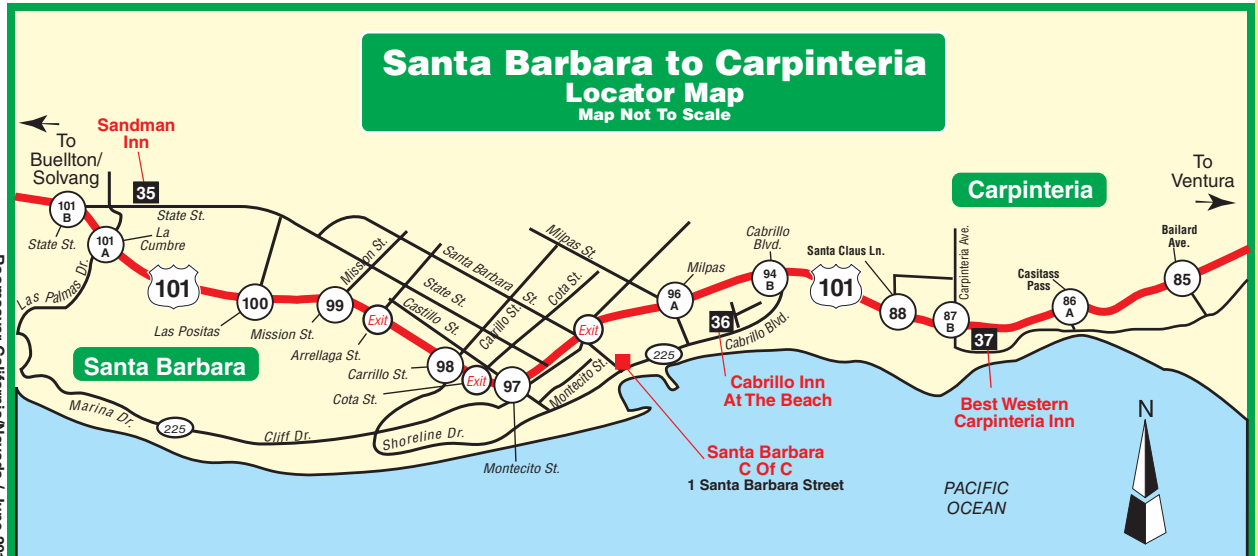 Santa Barbara to Carpinteria
Locator Map
Map Not To Scale
To
Buellton/
Solvang
Sandman
Inn
35
101
B
State St.
State St.
101
A
La
Cumbre
Las Palmas Dr.
101
100
Las Positas
99
Mission St.
Mission St.
Exit
Arrellaga St.
Santa Barbara St.
State St.
Castillo St.
Carrillo St.
Cota St.
Milpas St.
98
Carrillo St.
Exit
Cota St.
97
Montecito St.
Montecito St.
Exit
96
A
Milpas
94
B
Cabrillo
Blvd.
36
Cabrillo Blvd.
225
Cabrillo Inn
At The Beach
Santa Barbara
C Of C
1 Santa Barbara Street
Santa Barbara
Marina Dr.
225
Cliff Dr.
Shoreline Dr.
101
Santa Claus Ln.
88
Carpinteria
Carpinteria Ave.
87
B
37
Best Western
Carpinteria Inn
Casitass
Pass
86
A
Bailard
Ave.
85
To
Ventura
PACIFIC
OCEAN
N